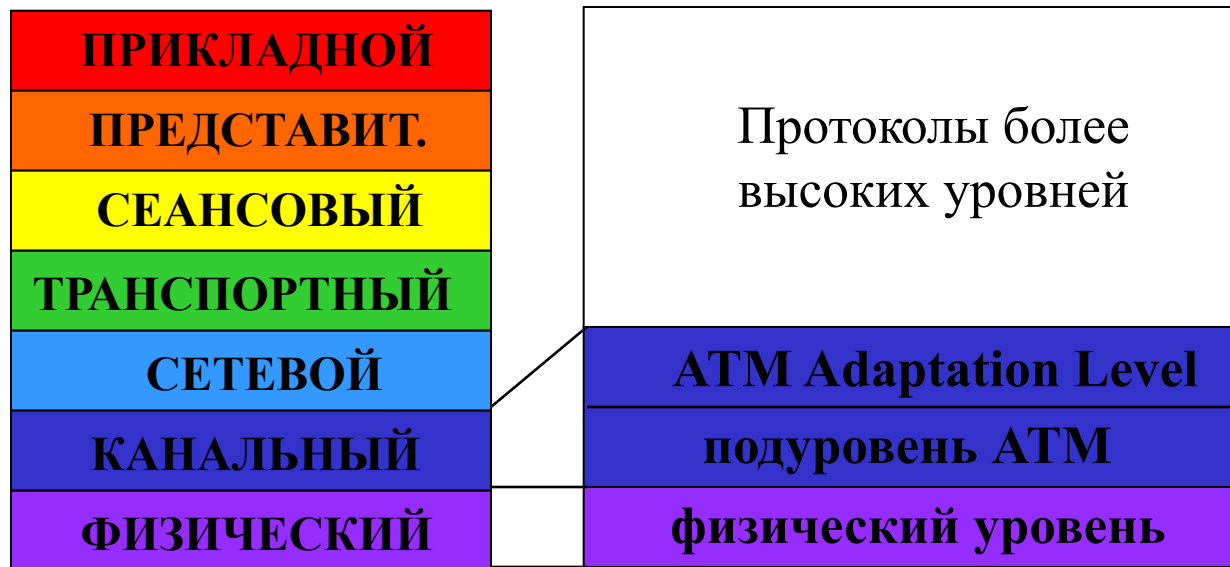 ПРИКЛАДНОЙ
ПРЕДСТАВИТ.
СЕАНСОВЫЙ
ТРАНСПОРТНЫЙ
СЕТЕВОЙ
КАНАЛЬНЫЙ
ФИЗИЧЕСКИЙ
Протоколы более
высоких уровней
ATM Adaptation Level
подуровень ATM
физический уровень